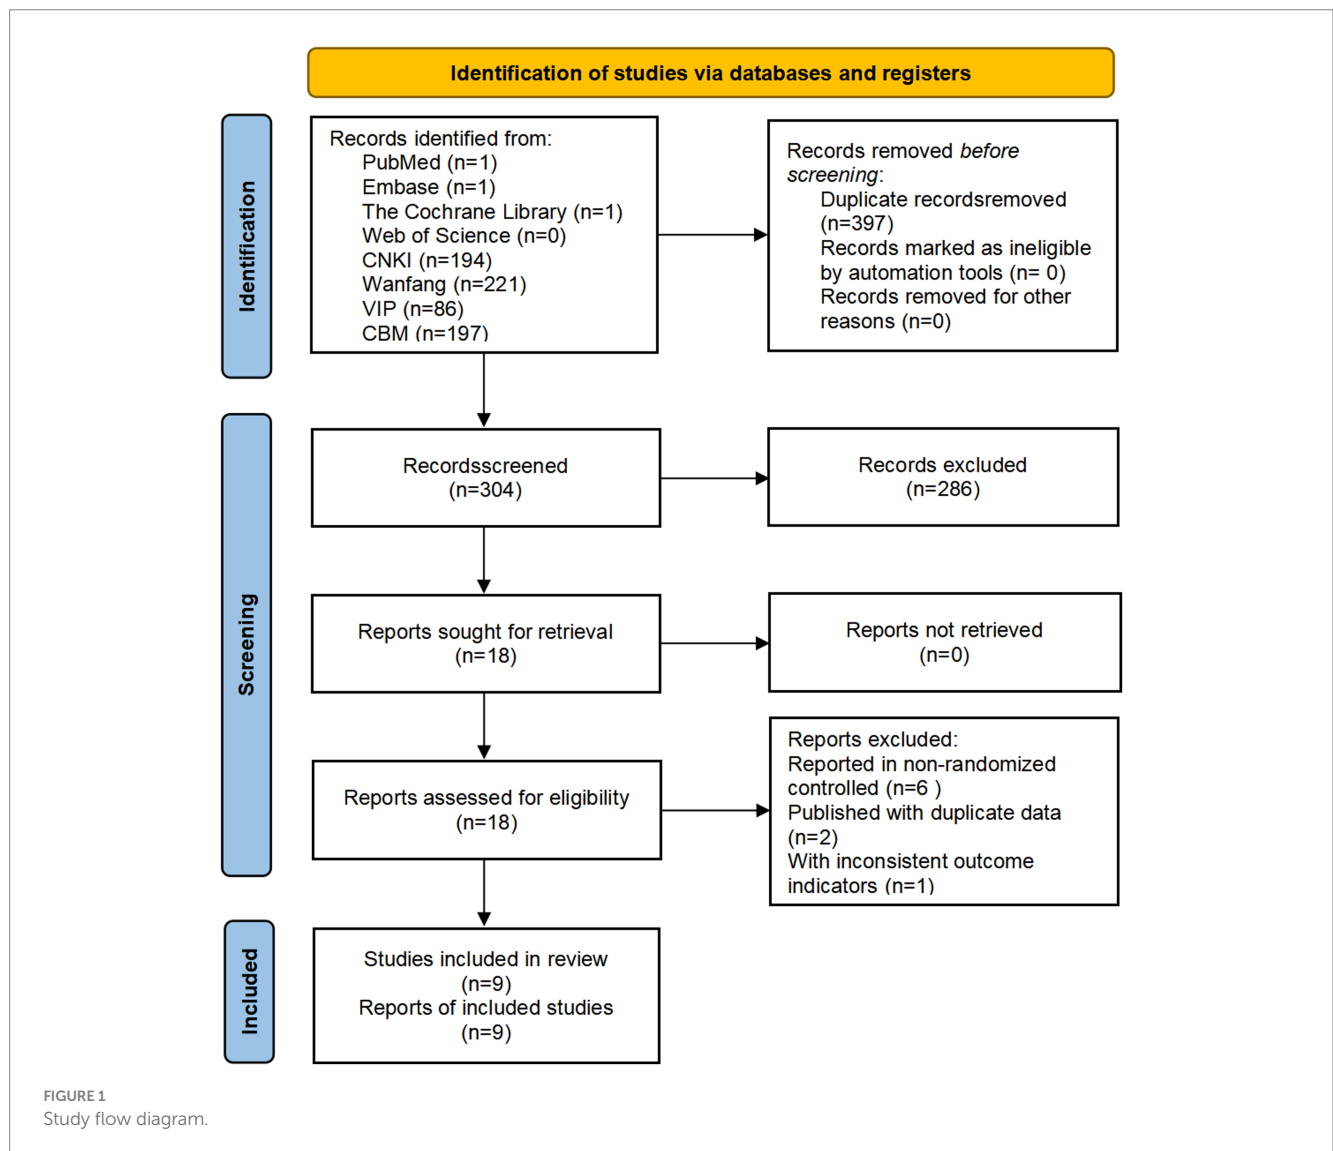 Identification of studies via databases and registers
Identification
Records identified from:
PubMed (n=1)
Embase (n=1)
The Cochrane Library (n=1)
Web of Science (n=0)
CNKI (n=194)
Wanfang (n=221)
VIP (n=86)
CBM (n=197)
Records removed before
screening:
Duplicate recordsremoved
(n=397)
Records marked as ineligible
by automation tools (n= 0)
Records removed for other
reasons (n=0)
Screening
Recordsscreened
(n=304)
Records excluded
(n=286)
Reports sought for retrieval
(n=18)
Reports not retrieved
(n=0)
Reports assessed for eligibility
(n=18)
Reports excluded:
Reported in non-randomized
controlled (n=6 )
Published with duplicate data
(n=2)
With inconsistent outcome
indicators (n=1)
Included
Studies included in review
(n=9)
Reports of included studies
(n=9)
FIGURE 1
Study flow diagram.